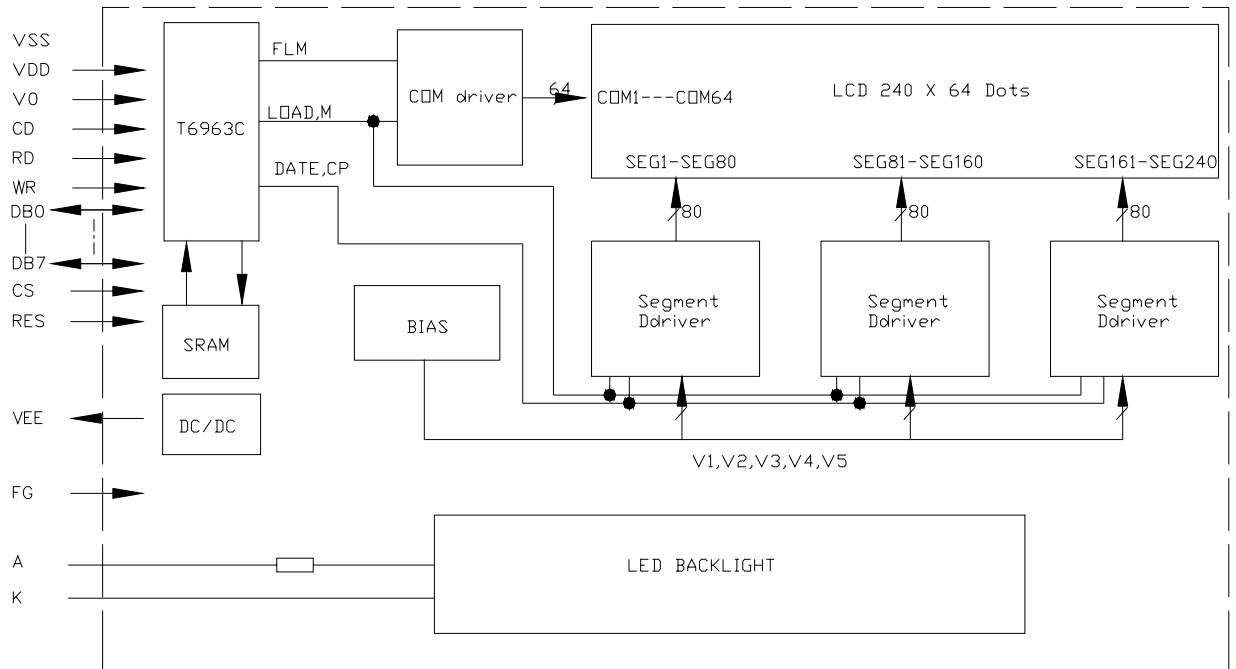 VSS
VDD
V0
CD
RD
WR
DB0
DB7
CS
RES
VEE
FG
A
K
T6963C
FLM
LOAD,M
DATE,CP
SRAM
DC/DC
COM driver
64
COM1---COM64
LCD 240 X 64 Dots
SEG1-SEG80
SEG81-SEG160
SEG161-SEG240
80
80
80
BIAS
Segment
Ddriver
Segment
Ddriver
Segment
Ddriver
V1,V2,V3,V4,V5
LED BACKLIGHT